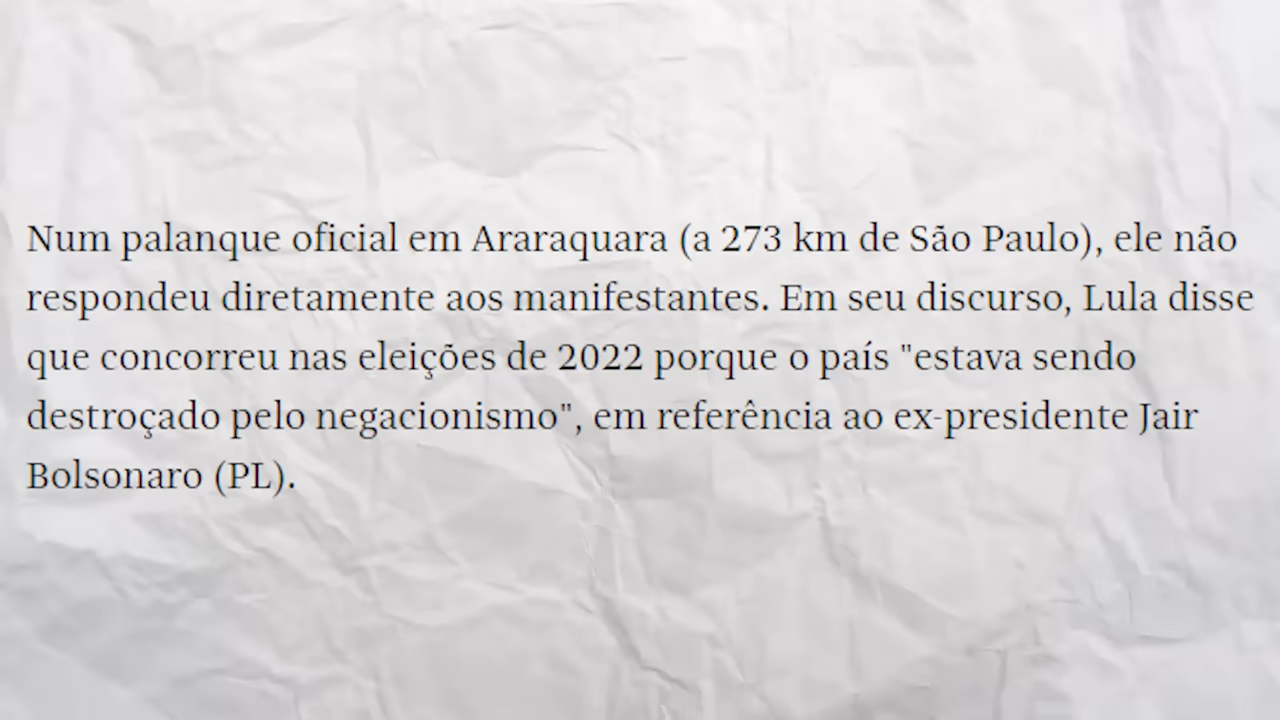 Num palanque oficial em Araraquara (a 273 km de São Paulo), ele não
respondeu diretamente aos manifestantes. Em seu discurso, Lula disse
que concorreu nas eleições de 2022 porque o país "estava sendo
destroçado pelo negacionismo", em referência ao ex-presidente Jair
Bolsonaro (PL).